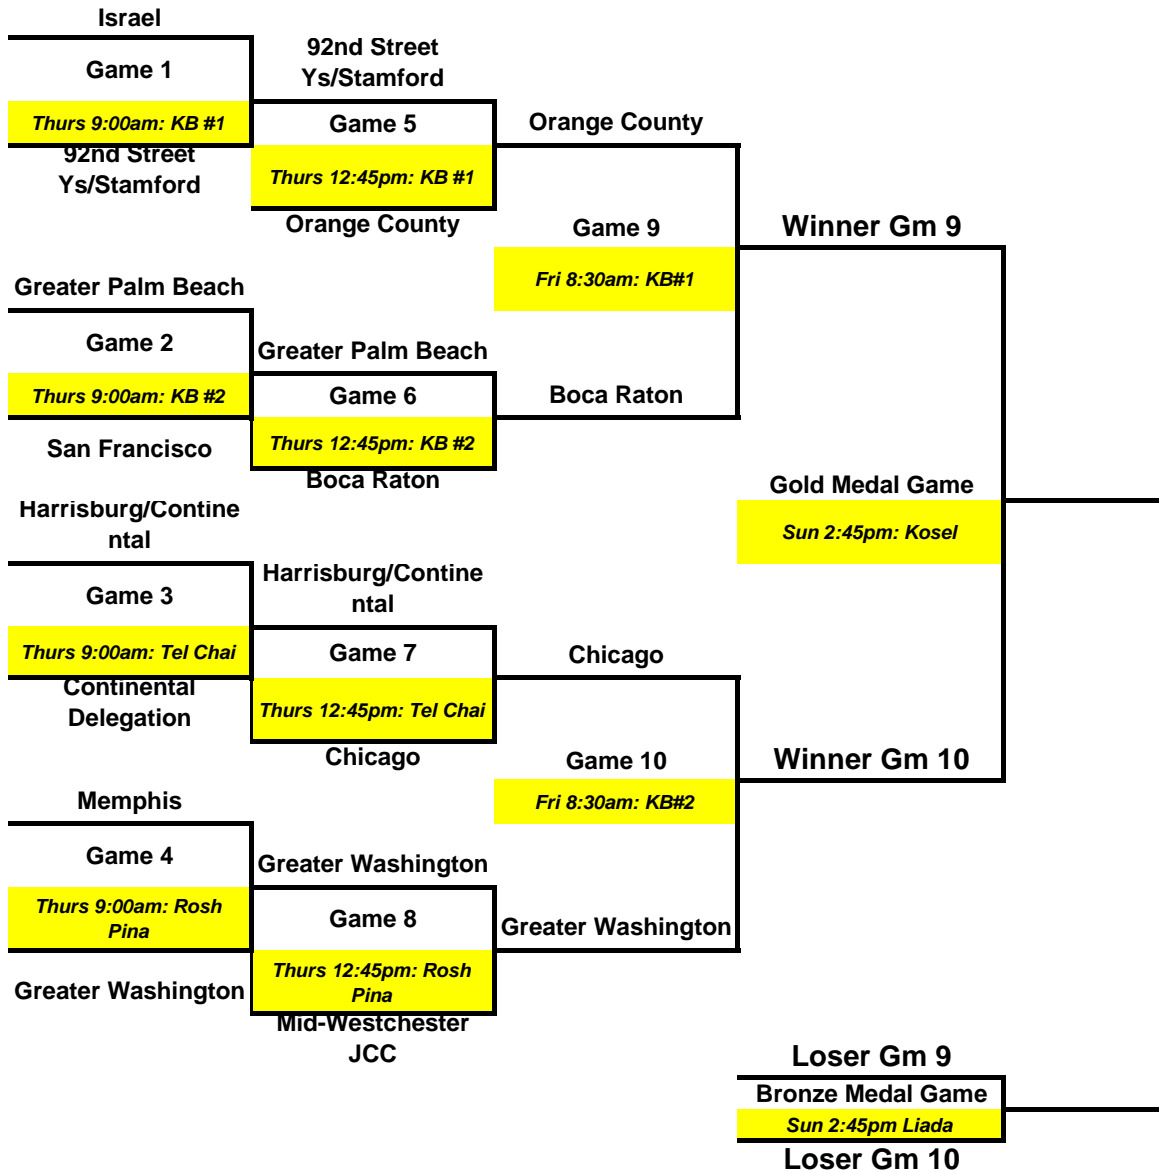 Israel
Game 1
Thurs 9:00am: KB #1
92nd Street
Ys/Stamford
Greater Palm Beach
Game 2
Thurs 9:00am: KB #2
San Francisco
Harrisburg/Contine
ntal
Game 3
Thurs 9:00am: Tel Chai
Continental
Delegation
Memphis
Game 4
Thurs 9:00am: Rosh
Pina
Greater Washington
92nd Street
Ys/Stamford
Game 5
Thurs 12:45pm: KB #1
Orange County
Greater Palm Beach
Game 6
Thurs 12:45pm: KB #2
Boca Raton
Harrisburg/Contine
ntal
Game 7
Thurs 12:45pm: Tel Chai
Chicago
Greater Washington
Game 8
Thurs 12:45pm: Rosh
Pina
Mid-Westchester
JCC
Orange County
Game 9
Fri 8:30am: KB#1
Boca Raton
Chicago
Game 10
Fri 8:30am: KB#2
Greater Washington
Winner Gm 9
Gold Medal Game
Sun 2:45pm: Kosel
Winner Gm 10
Loser Gm 9
Bronze Medal Game
Sun 2:45pm Liada
Loser Gm 10